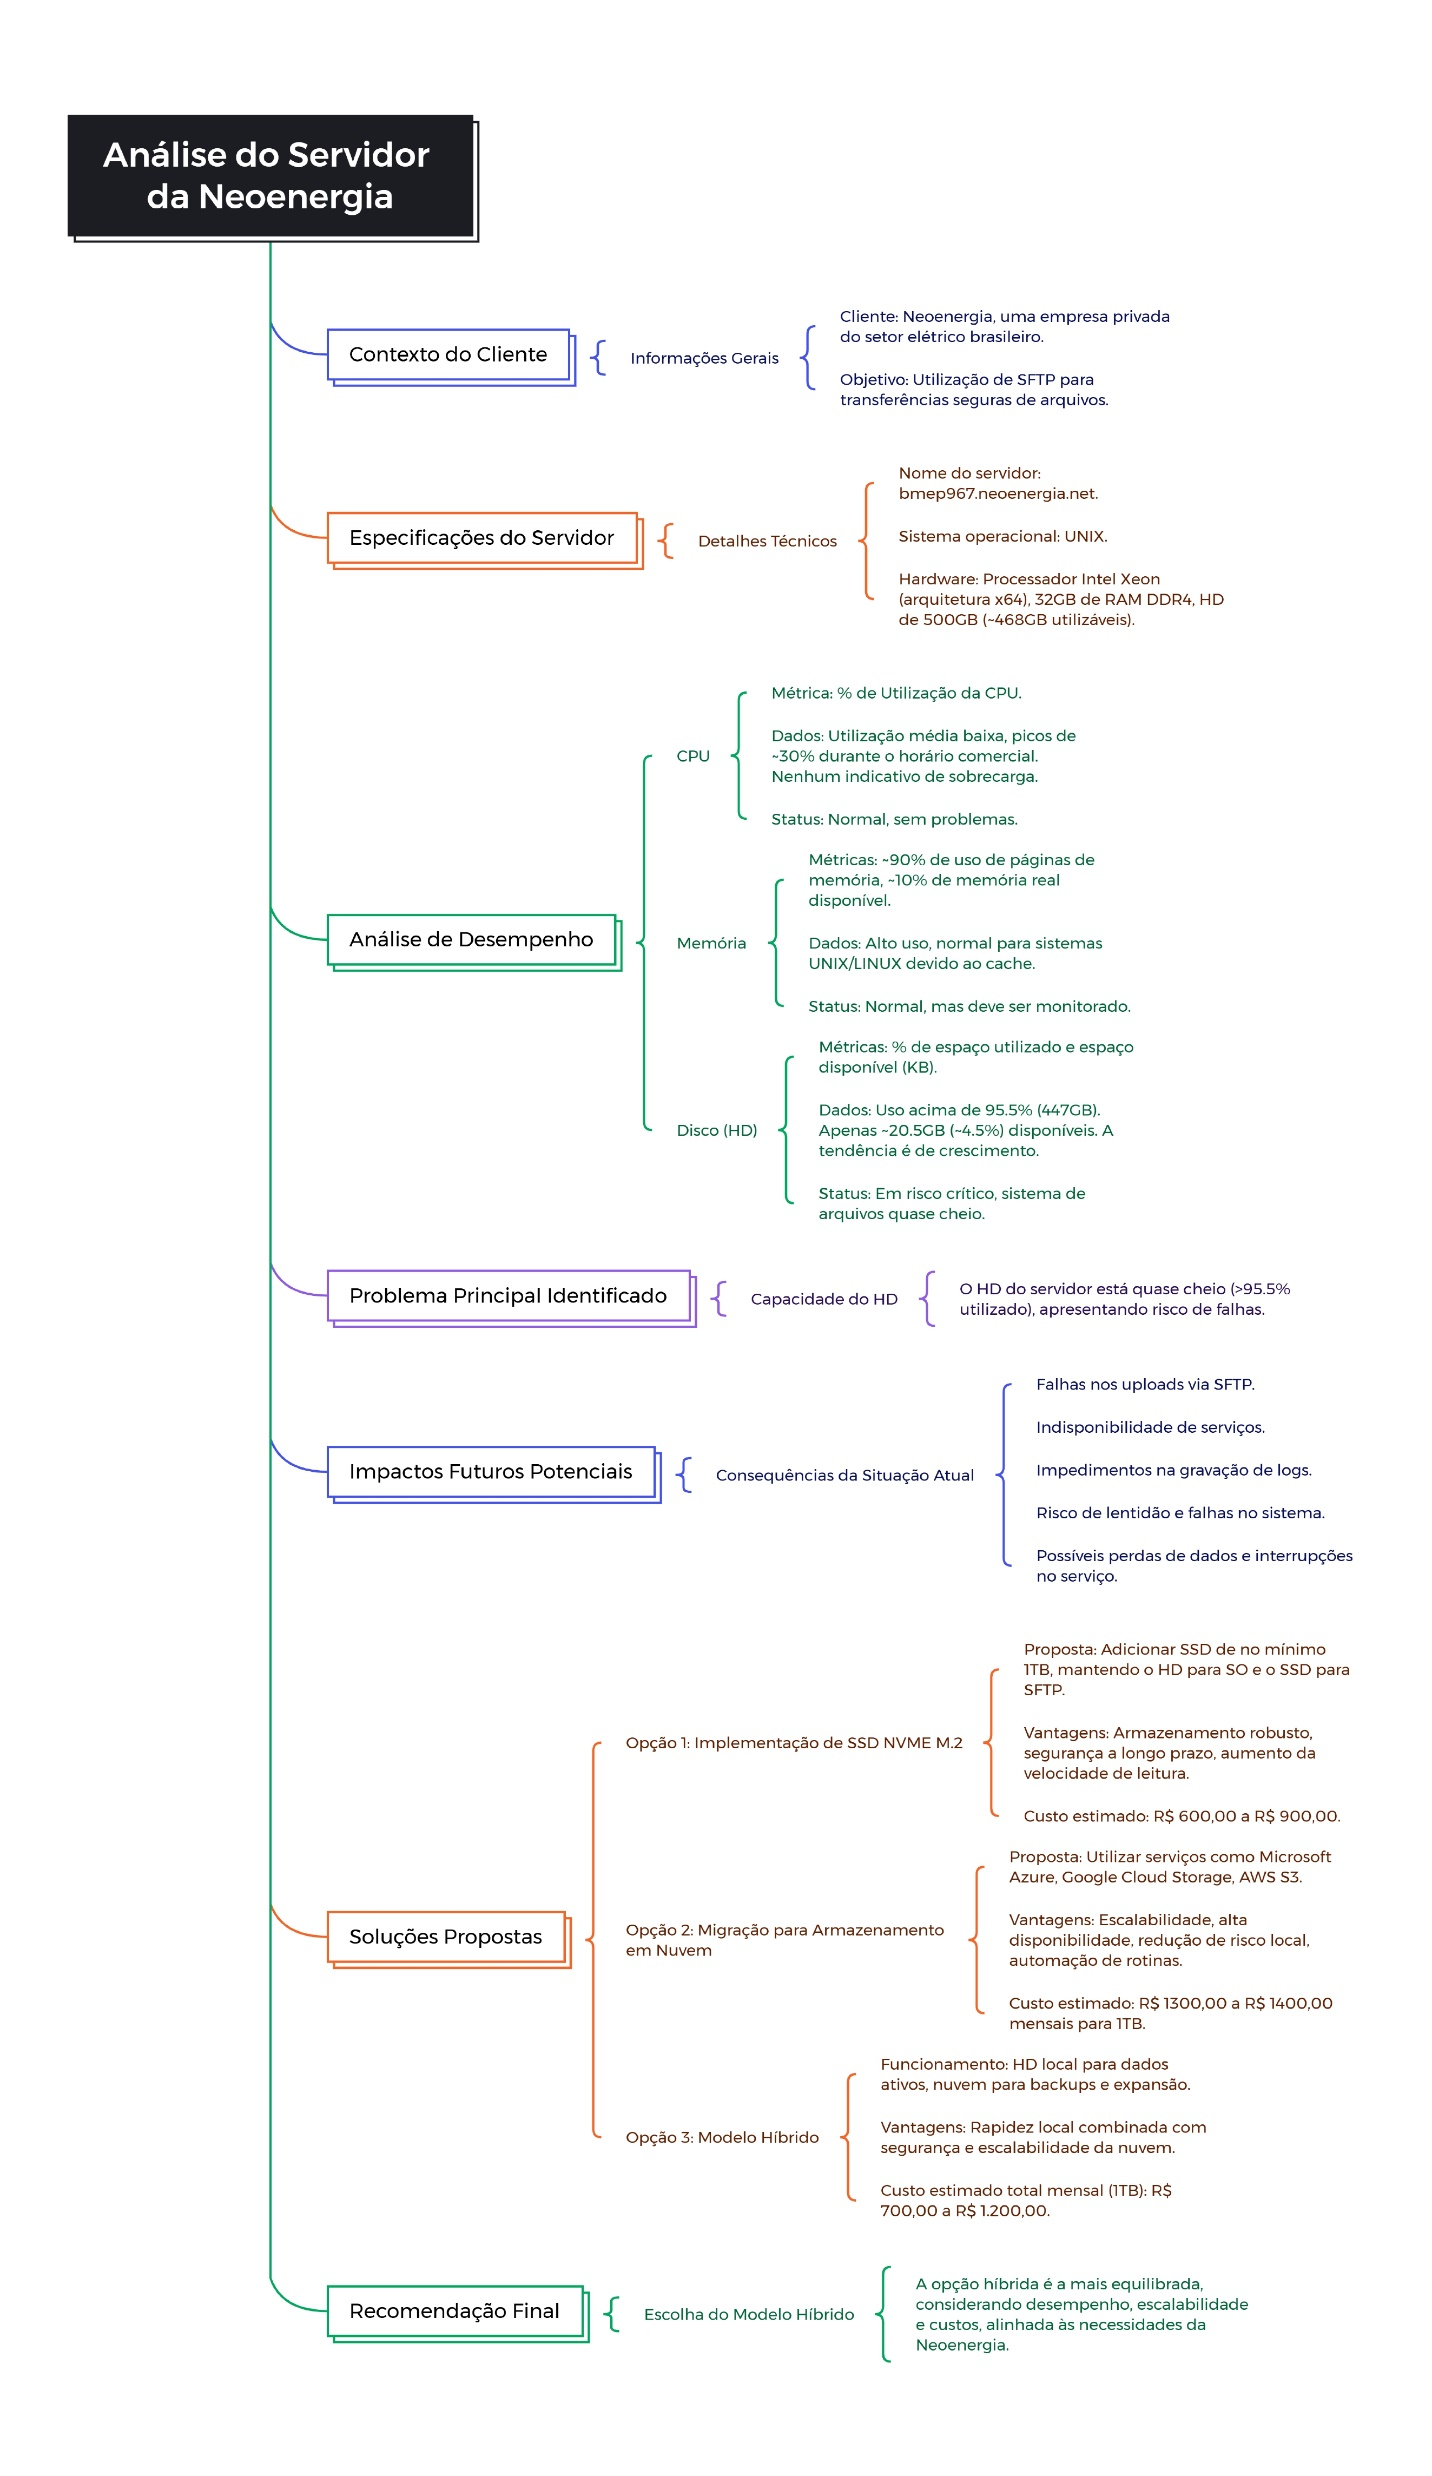 Análise do Servidor
da Neoenergia
Contexto do Cliente
Informações Gerais
Cliente: Neoenergia, uma empresa privada
do setor elétrico brasileiro.
Objetivo: Utilização de SFTP para
transferências seguras de arquivos.
Especificações do Servidor
Detalhes Técnicos
Nome do servidor:
bmep967.neoenergia.net.
Sistema operacional: UNIX.
Hardware: Processador Intel Xeon
(arquitetura x64), 32GB de RAM DDR4, HD
de 500GB (~468GB utilizáveis).
Análise de Desempenho
CPU
Métrica: % de Utilização da CPU.
Dados: Utilização média baixa, picos de
~30% durante o horário comercial.
Nenhum indicativo de sobrecarga.
Status: Normal, sem problemas.
Memória
Métricas: ~90% de uso de páginas de
memória, ~10% de memória real
disponível.
Dados: Alto uso, normal para sistemas
UNIX/LINUX devido ao cache.
Status: Normal, mas deve ser monitorado.
Disco (HD)
Métricas: % de espaço utilizado e espaço
disponível (KB).
Dados: Uso acima de 95.5% (447GB).
Apenas ~20.5GB (~4.5%) disponíveis. A
tendência é de crescimento.
Status: Em risco crítico, sistema de
arquivos quase cheio.
Problema Principal Identificado
Capacidade do HD
O HD do servidor está quase cheio (>95.5%
utilizado), apresentando risco de falhas.
Impactos Futuros Potenciais
Consequências da Situação Atual
Falhas nos uploads via SFTP.
Indisponibilidade de serviços.
Impedimentos na gravação de logs.
Risco de lentidão e falhas no sistema.
Possíveis perdas de dados e interrupções
no serviço.
Soluções Propostas
Opção 1: Implementação de SSD NVME M.2
Proposta: Adicionar SSD de no mínimo
1TB, mantendo o HD para SO e o SSD para
SFTP.
Vantagens: Armazenamento robusto,
segurança a longo prazo, aumento da
velocidade de leitura.
Custo estimado: R$ 600,00 a R$ 900,00.
Opção 2: Migração para Armazenamento
em Nuvem
Proposta: Utilizar serviços como Microsoft
Azure, Google Cloud Storage, AWS S3.
Vantagens: Escalabilidade, alta
disponibilidade, redução de risco local,
automação de rotinas.
Custo estimado: R$ 1300,00 a R$ 1400,00
mensais para 1TB.
Opção 3: Modelo Híbrido
Funcionamento: HD local para dados
ativos, nuvem para backups e expansão.
Vantagens: Rapidez local combinada com
segurança e escalabilidade da nuvem.
Custo estimado total mensal (1TB): R$
700,00 a R$ 1.200,00.
Recomendação Final
Escolha do Modelo Híbrido
A opção híbrida é a mais equilibrada,
considerando desempenho, escalabilidade
e custos, alinhada às necessidades da
Neoenergia.